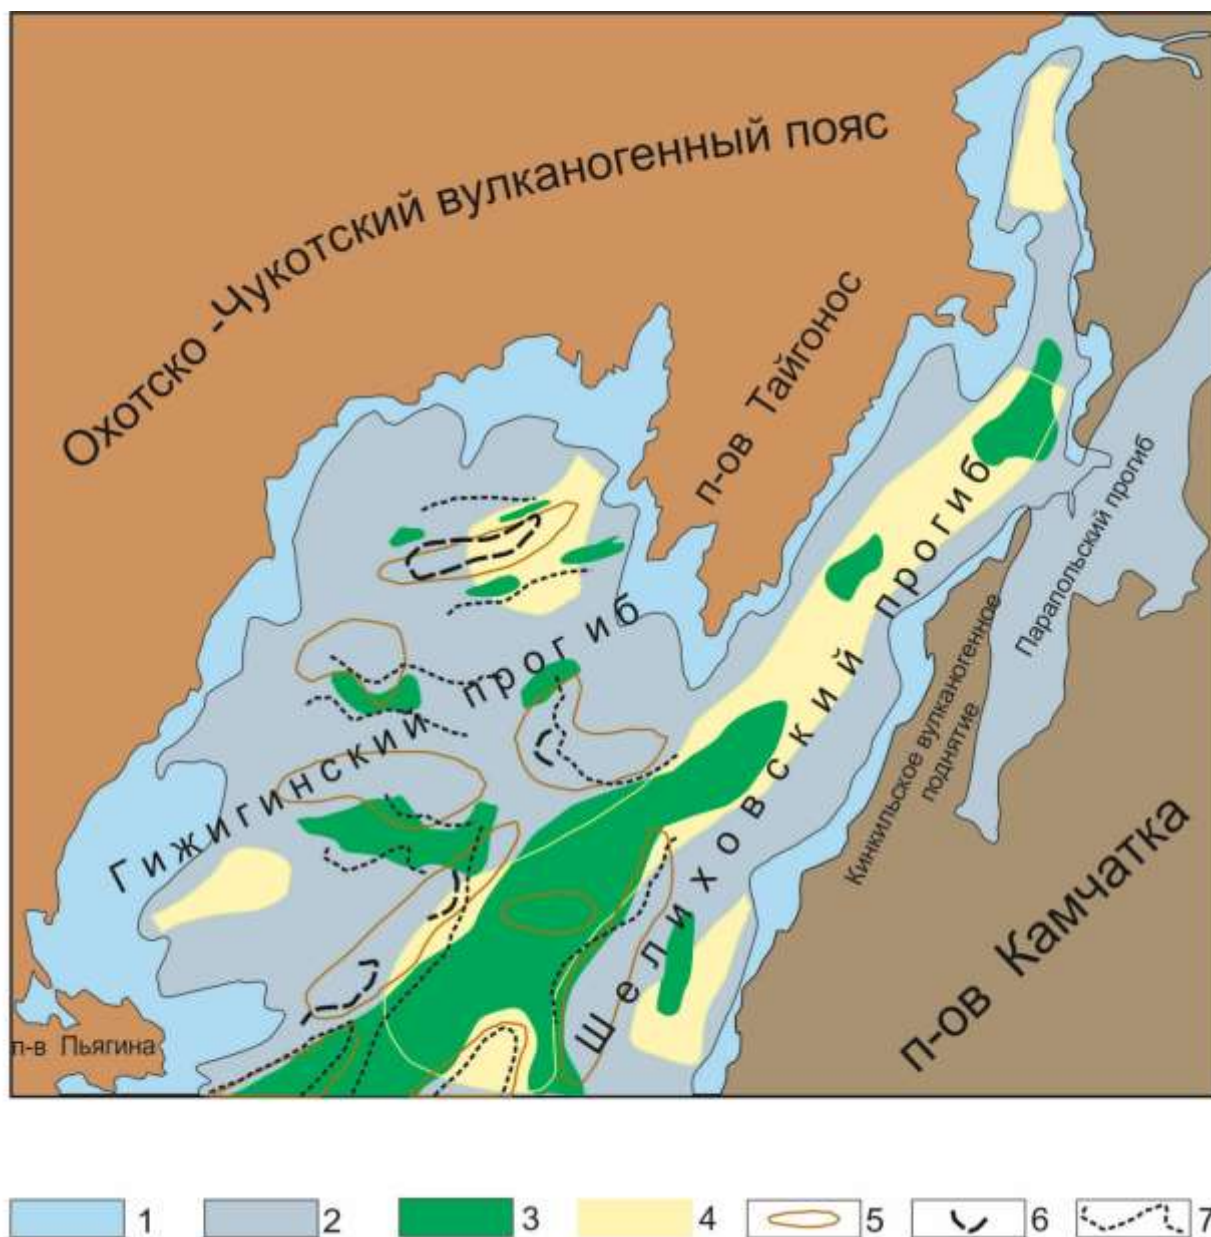 Охотско -Чукотский вулканогенный пояс
п-ов Тайгонос
Гижигинский прогиб
Шелиховский прогиб
Парапольский прогиб
Кинкильское вулканогенное
поднятие
п-ов Камчатка
п-в Пьягина
1 2 3 4 5 6 7